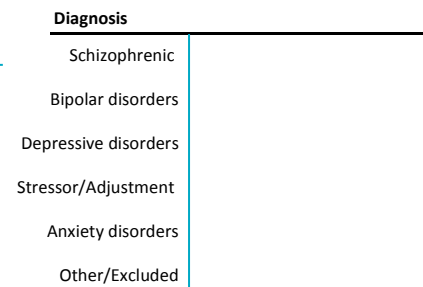 Diagnosis
Schizophrenic
Bipolar disorders
Depressive disorders
Stressor/Adjustment
Anxiety disorders
Other/Excluded